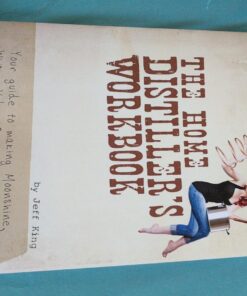 THE HOME
DISTILLER'S
WORKBOOK
Your guide to making Moonshine,
by Jeff King